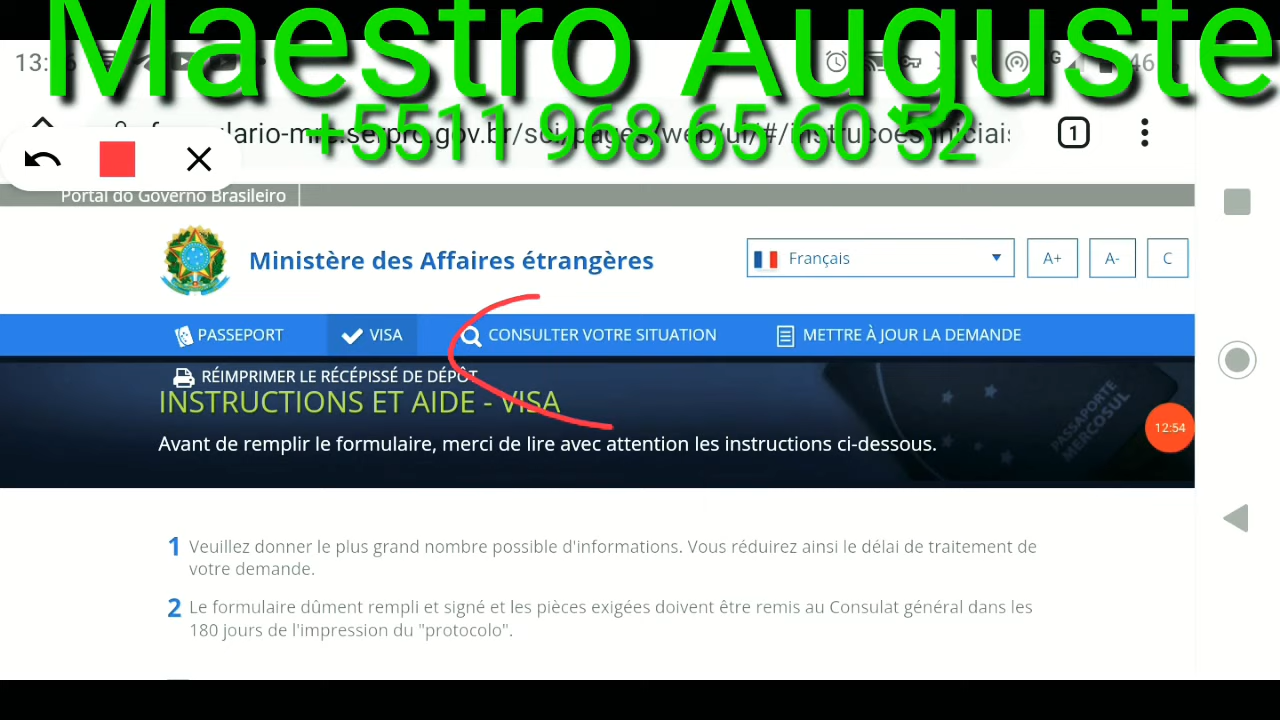 Maestro Auguste
+5511 968 65 60 52
1
Portal do Governo Brasileiro
Ministère des Affaires étrangères
Français
A+
A-
C
PASSEPORT
VISA
CONSULTER VOTRE SITUATION
METTRE À JOUR LA DEMANDE
RÉIMPRIMER LE RÉCÉPISSÉ DE DÉPÔT
INSTRUCTIONS ET AIDE - VISA
Avant de remplir le formulaire, merci de lire avec attention les instructions ci-dessous.
PASSAPORTE
MERCOSUL
12:54
1 Veuillez donner le plus grand nombre possible d'informations. Vous réduirez ainsi le délai de traitement de
votre demande.
2 Le formulaire dûment rempli et signé et les pièces exigées doivent être remis au Consulat général dans les
180 jours de l'impression du "protocolo".